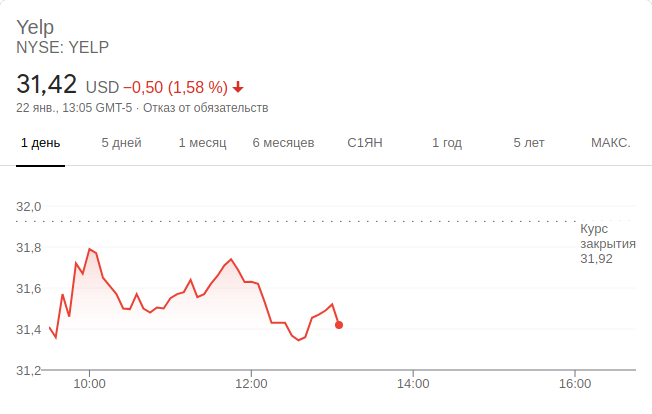 Yelp
NYSE: YELP
31,42 USD −0,50 (1,58 %)
22 янв., 13:05 GMT-5 · Отказ от обязательств
1 день 5 дней 1 месяц 6 месяцев С1ЯН 1 год 5 лет МАКС.
32,0
Курс
закрытия
31,92
31,8
31,6
31,4
31,2
10:00 12:00 14:00 16:00